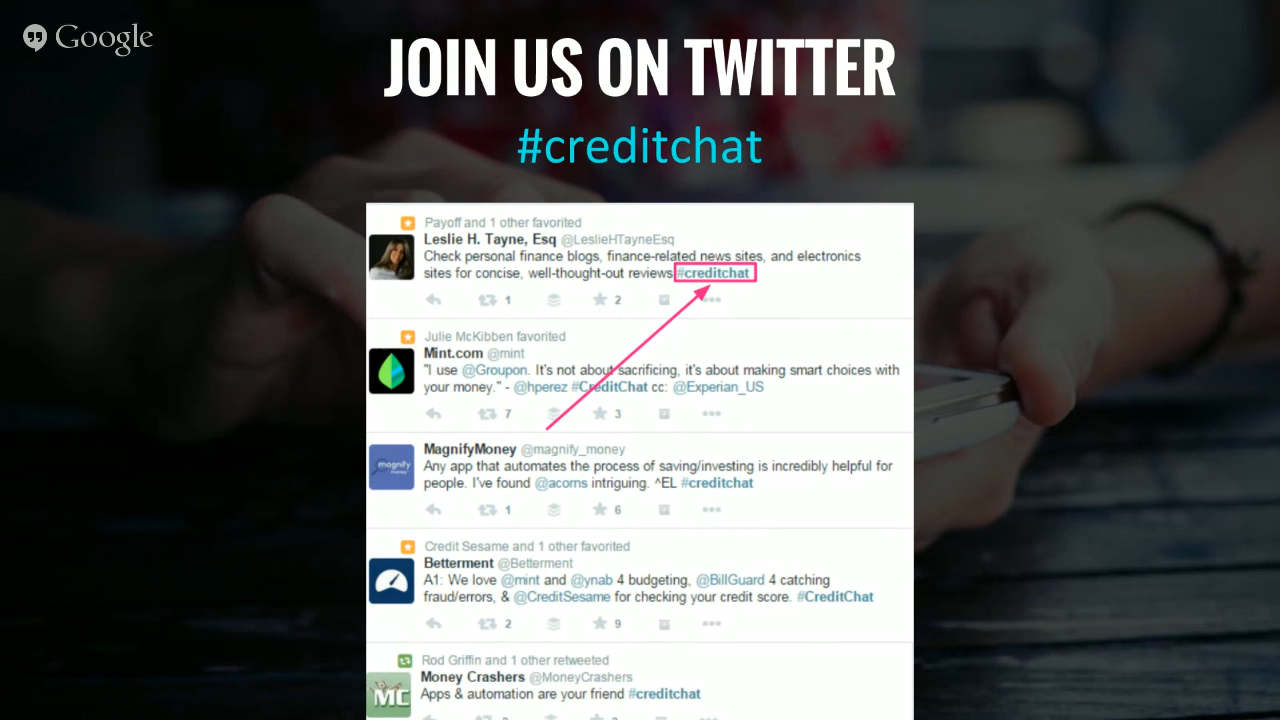 Google
JOIN US ON TWITTER
#creditchat
Payoff and 1 other favorited
Leslie H. Tayne, Esq @LeslieHTayneEsq
Check personal finance blogs, finance-related news sites, and electronics
sites for concise, well-thought-out reviews #creditchat
1 2
Julie McKibben favorited
Mint.com @mint
"I use @Groupon. It's not about sacrificing, it's about making smart choices with
your money." - @hperez #CreditChat cc: @Experian_US
7 3
MagnifyMoney @magnify_money
magnify
money
Any app that automates the process of saving/investing is incredibly helpful for
people. I've found @acorns intriguing. ^EL #creditchat
1 6
Credit Sesame and 1 other favorited
Betterment @Betterment
A1: We love @mint and @ynab 4 budgeting, @BillGuard 4 catching
fraud/errors, & @CreditSesame for checking your credit score. #CreditChat
2 9
Rod Griffin and 1 other retweeted
Money Crashers @MoneyCrashers
MC
Apps & automation are your friend #creditchat